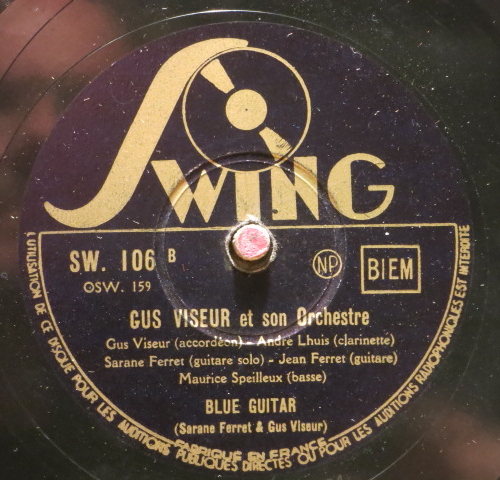 SWING
SW. 106 B
OSW. 159
NP
BIEM
GUS VISEUR et son Orchestre
Gus Viseur (accordéon) - André Lhuis (clarinette)
Sarane Ferret (guitare solo) - Jean Ferret (guitare)
Maurice Speilleux (basse)
BLUE GUITAR
(Sarane Ferret & Gus Viseur)
FABRIQUÉ EN FRANCE
L'UTILISATION DE CE DISQUE POUR LES AUDITIONS PUBLIQUES DIRECTES OU POUR LES AUDITIONS RADIOPHONIQUES EST INTERDITE